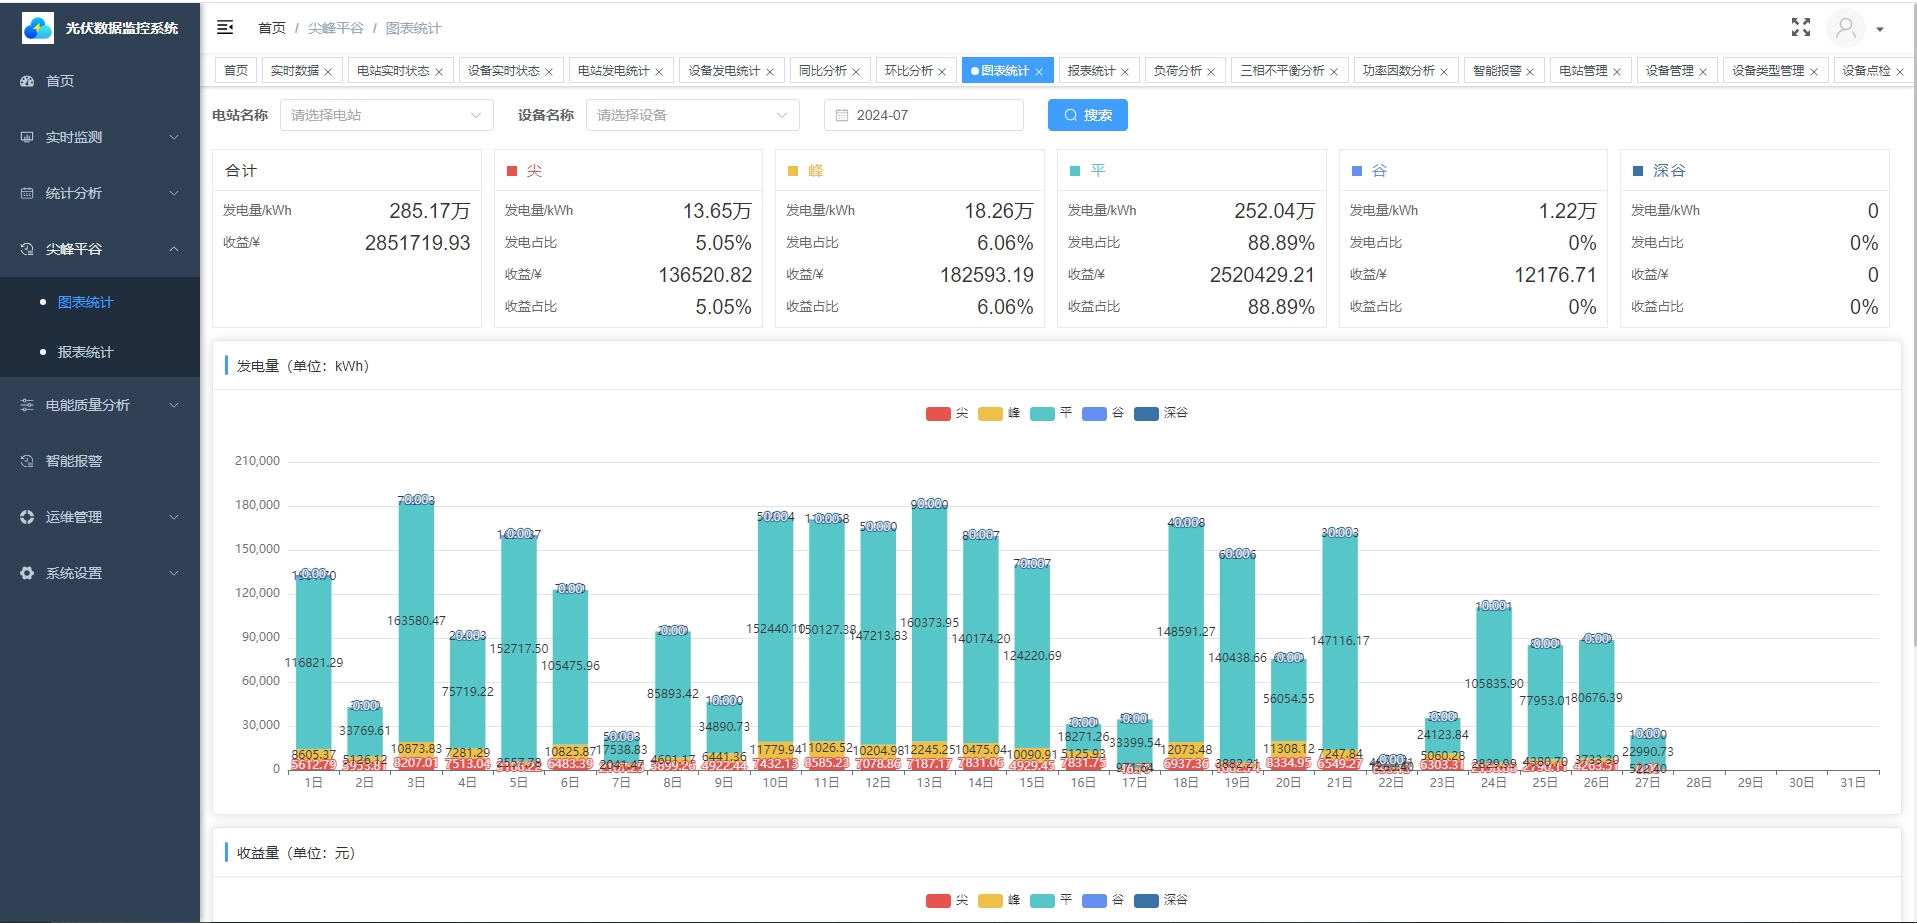 光伏数据监控系统
首页 / 尖峰平谷 / 图表统计
首页
实时监测
统计分析
尖峰平谷
图表统计
报表统计
电能质量分析
智能报警
运维管理
系统设置
首页 实时数据 × 电站实时状态 × 设备实时状态 × 电站发电统计 × 设备发电统计 × 同比分析 × 环比分析 × 图表统计 × 报表统计 × 负荷分析 × 三相不平衡分析 × 功率因数分析 × 智能报警 × 电站管理 × 设备管理 × 设备类型管理 × 设备点检 ×
电站名称 请选择电站 设备名称 请选择设备 2024-07 搜索
合计
发电量/kWh 285.17万
收益/¥ 2851719.93
尖
发电量/kWh 13.65万
发电占比 5.05%
收益/¥ 136520.82
收益占比 5.05%
峰
发电量/kWh 18.26万
发电占比 6.06%
收益/¥ 182593.19
收益占比 6.06%
平
发电量/kWh 252.04万
发电占比 88.89%
收益/¥ 2520429.21
收益占比 88.89%
谷
发电量/kWh 1.22万
发电占比 0%
收益/¥ 12176.71
收益占比 0%
深谷
发电量/kWh 0
发电占比 0%
收益/¥ 0
收益占比 0%
发电量（单位：kWh）
尖 峰 平 谷 深谷
210,000
180,000
150,000
120,000
90,000
60,000
30,000
0
116821.29 33769.61 163580.47 75719.22 152717.50 105475.96 17538.83 85893.42 34890.73 152440.10 150127.38 147213.83 160373.95 140174.20 124220.69 18271.26 33399.54 148591.27 140438.66 56054.55 147116.17 24123.84 105835.90 77953.01 80676.39 22990.73
8605.37 5126.12 10873.83 7281.29 2557.78 10825.87 2041.47 4601.17 6441.36 11779.94 11026.52 10204.98 12245.25 10475.04 10090.91 5125.93 971.64 12073.48 3882.21 11308.12 7247.84 5060.28 2829.99 4380.70 3733.30
5612.79 8207.01 7513.04 6483.39 4922.44 7432.13 8585.23 7078.86 7187.17 7831.06 4929.45 7831.75 6937.36 8334.95 6549.27 6303.31
1日 2日 3日 4日 5日 6日 7日 8日 9日 10日 11日 12日 13日 14日 15日 16日 17日 18日 19日 20日 21日 22日 23日 24日 25日 26日 27日 28日 29日 30日 31日
收益量（单位：元）
尖 峰 平 谷 深谷